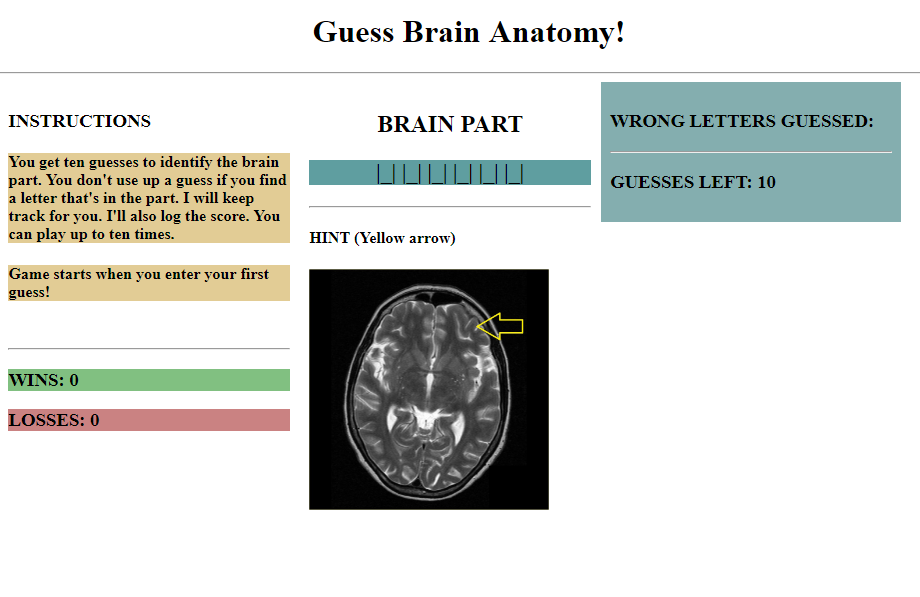 Guess Brain Anatomy!
INSTRUCTIONS
You get ten guesses to identify the brain
part. You don't use up a guess if you find
a letter that's in the part. I will keep
track for you. I'll also log the score. You
can play up to ten times.
Game starts when you enter your first
guess!
WINS: 0
LOSSES: 0
BRAIN PART
|_| |_| |_| |_| |_| |_|
HINT (Yellow arrow)
WRONG LETTERS GUESSED:
GUESSES LEFT: 10